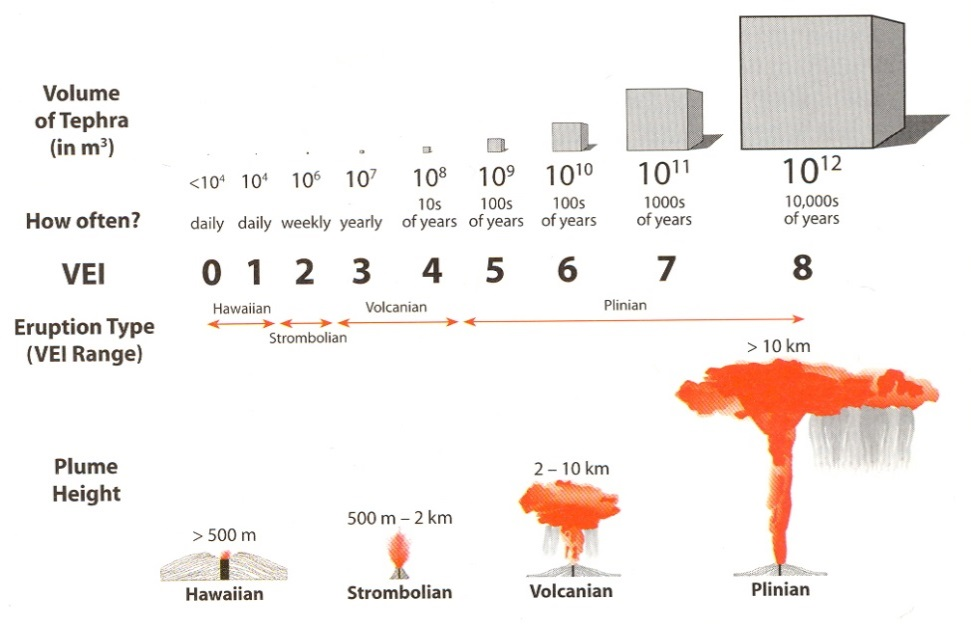 Volume
of Tephra
(in m³)
<10⁴ 10⁴ 10⁶ 10⁷ 10⁸ 10⁹ 10¹⁰ 10¹¹ 10¹²
How often?
daily daily weekly yearly 10s of years 100s of years 100s of years 1000s of years 10,000s of years
VEI 0 1 2 3 4 5 6 7 8
Eruption Type
(VEI Range)
Hawaiian Volcanian Plinian
Strombolian
Plume
Height
> 500 m
500 m – 2 km
2 – 10 km
> 10 km
Hawaiian Strombolian Volcanian Plinian